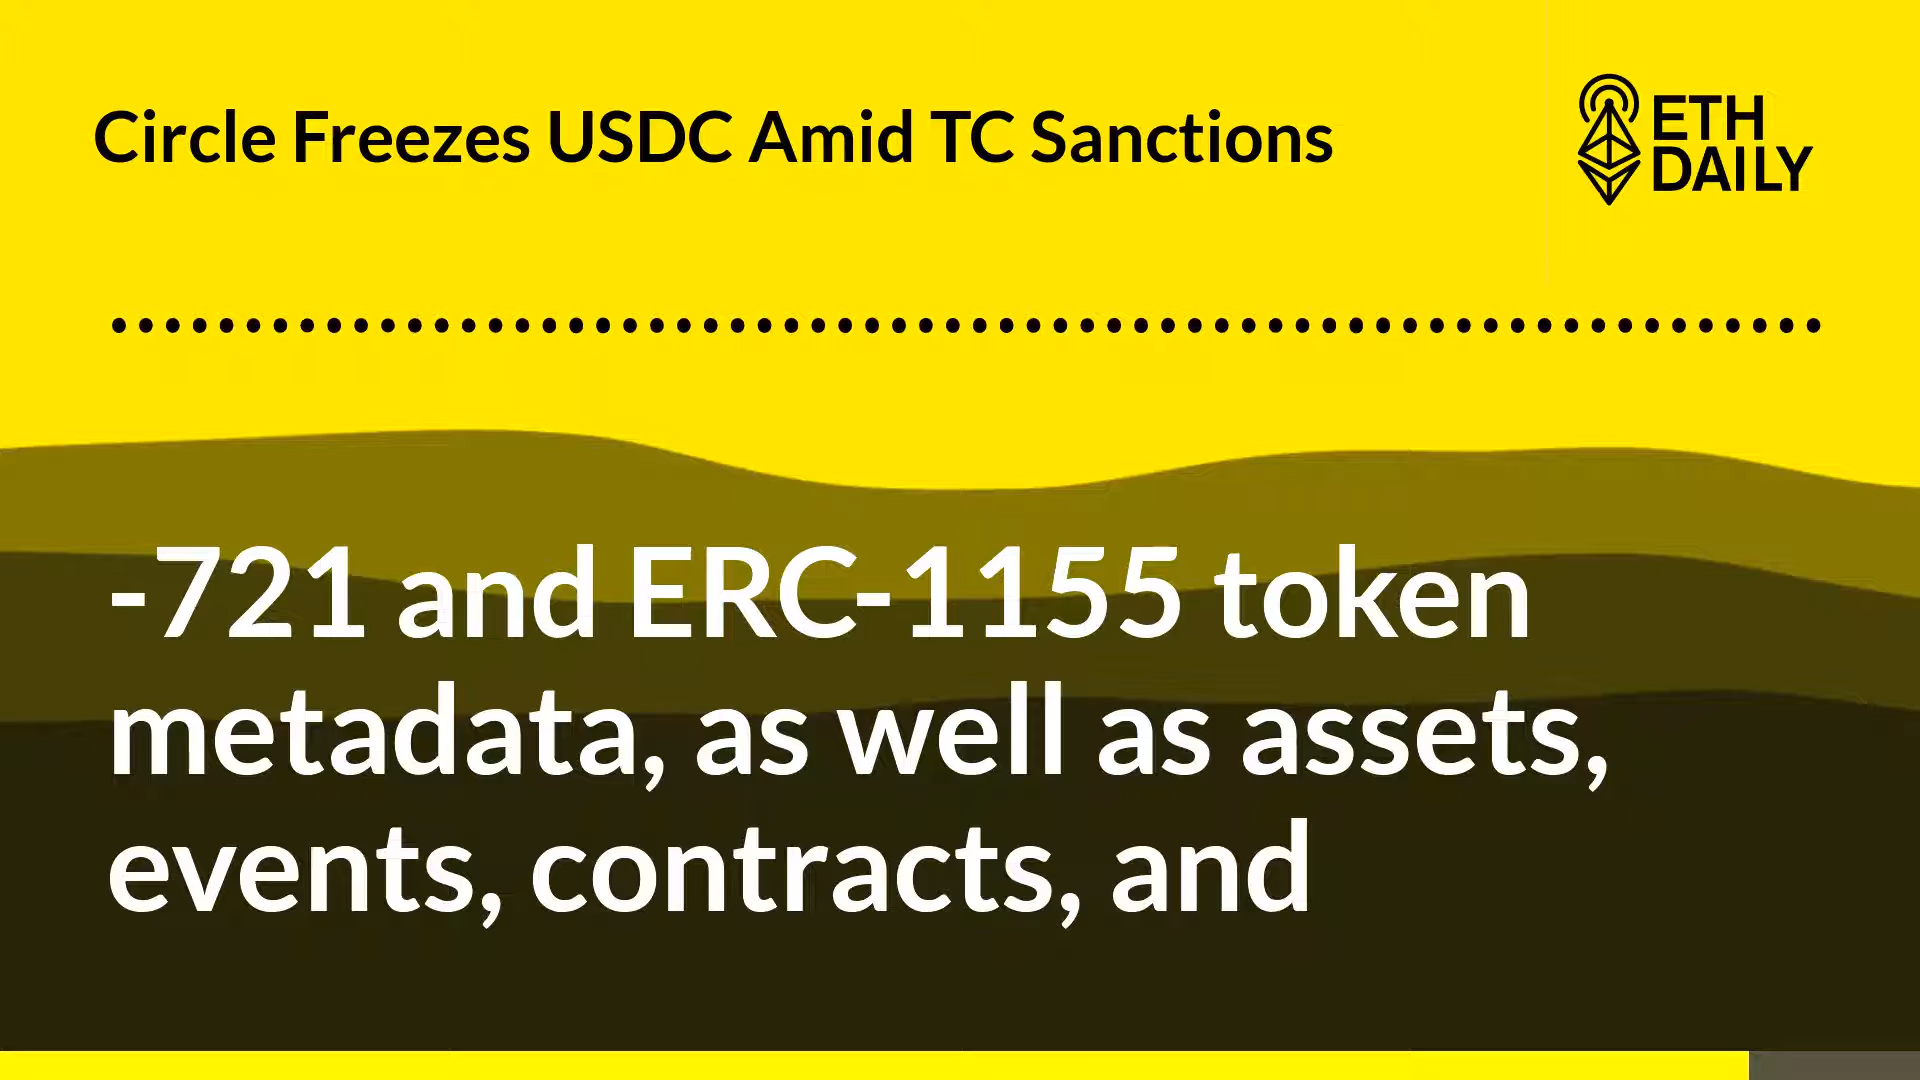 Circle Freezes USDC Amid TC Sanctions
ETH
DAILY
-721 and ERC-1155 token
metadata, as well as assets,
events, contracts, and